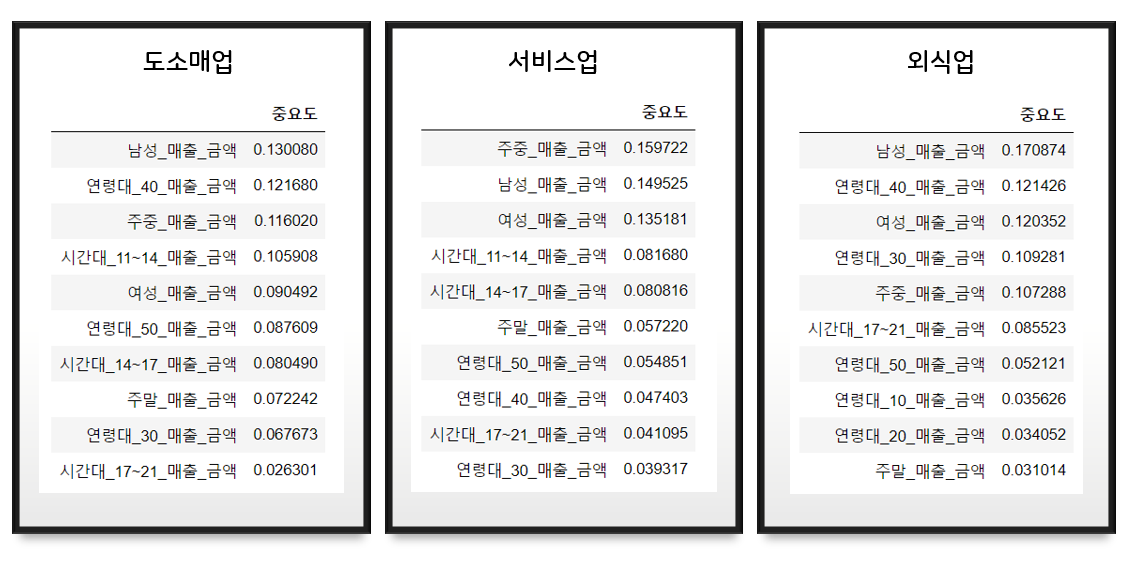 도소매업
중요도
남성_매출_금액 0.130080
연령대_40_매출_금액 0.121680
주중_매출_금액 0.116020
시간대_11~14_매출_금액 0.105908
여성_매출_금액 0.090492
연령대_50_매출_금액 0.087609
시간대_14~17_매출_금액 0.080490
주말_매출_금액 0.072242
연령대_30_매출_금액 0.067673
시간대_17~21_매출_금액 0.026301
서비스업
중요도
주중_매출_금액 0.159722
남성_매출_금액 0.149525
여성_매출_금액 0.135181
시간대_11~14_매출_금액 0.081680
시간대_14~17_매출_금액 0.080816
주말_매출_금액 0.057220
연령대_50_매출_금액 0.054851
연령대_40_매출_금액 0.047403
시간대_17~21_매출_금액 0.041095
연령대_30_매출_금액 0.039317
외식업
중요도
남성_매출_금액 0.170874
연령대_40_매출_금액 0.121426
여성_매출_금액 0.120352
연령대_30_매출_금액 0.109281
주중_매출_금액 0.107288
시간대_17~21_매출_금액 0.085523
연령대_50_매출_금액 0.052121
연령대_10_매출_금액 0.035626
연령대_20_매출_금액 0.034052
주말_매출_금액 0.031014